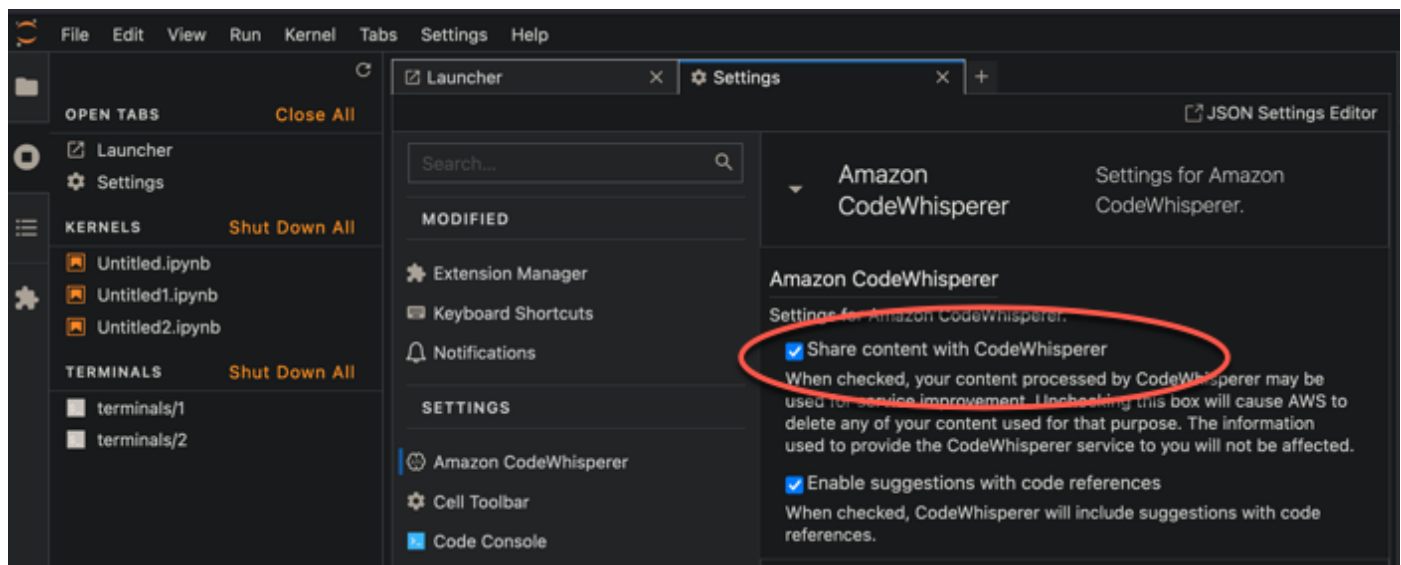 File Edit View Run Kernel Tabs Settings Help
Launcher
Settings
OPEN TABS Close All
Launcher
Settings
KERNELS Shut Down All
Untitled.ipynb
Untitled1.ipynb
Untitled2.ipynb
TERMINALS Shut Down All
terminals/1
terminals/2
JSON Settings Editor
Search...
MODIFIED
Extension Manager
Keyboard Shortcuts
Notifications
SETTINGS
Amazon CodeWhisperer
Cell Toolbar
Code Console
Amazon
CodeWhisperer
Settings for Amazon
CodeWhisperer.
Amazon CodeWhisperer
Settings for Amazon CodeWhisperer.
Share content with CodeWhisperer
When checked, your content processed by CodeWhisperer may be
used for service improvement. Unchecking this box will cause AWS to
delete any of your content used for that purpose. The information
used to provide the CodeWhisperer service to you will not be affected.
Enable suggestions with code references
When checked, CodeWhisperer will include suggestions with code
references.